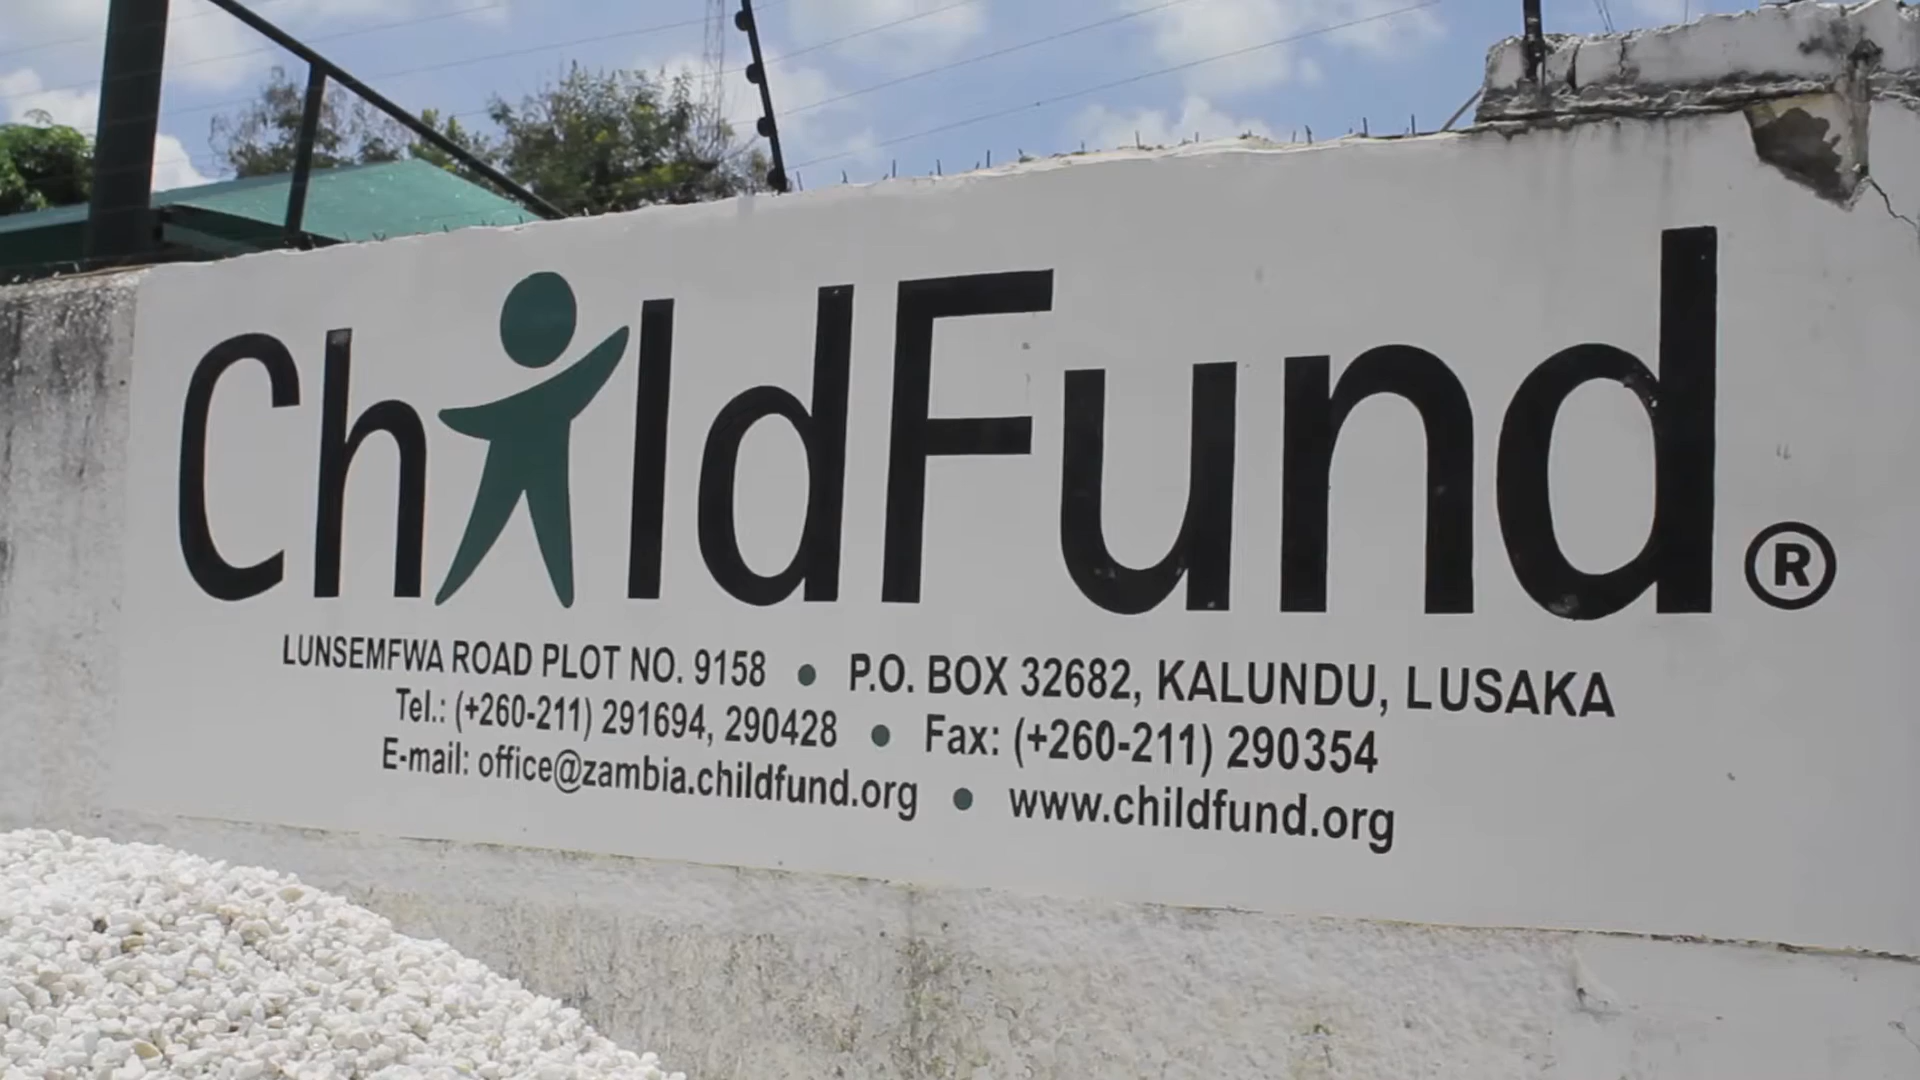 ChildFund®
LUNSEMFWA ROAD PLOT NO. 9158 • P.O. BOX 32682, KALUNDU, LUSAKA
Tel.: (+260-211) 291694, 290428 • Fax: (+260-211) 290354
E-mail: office@zambia.childfund.org • www.childfund.org